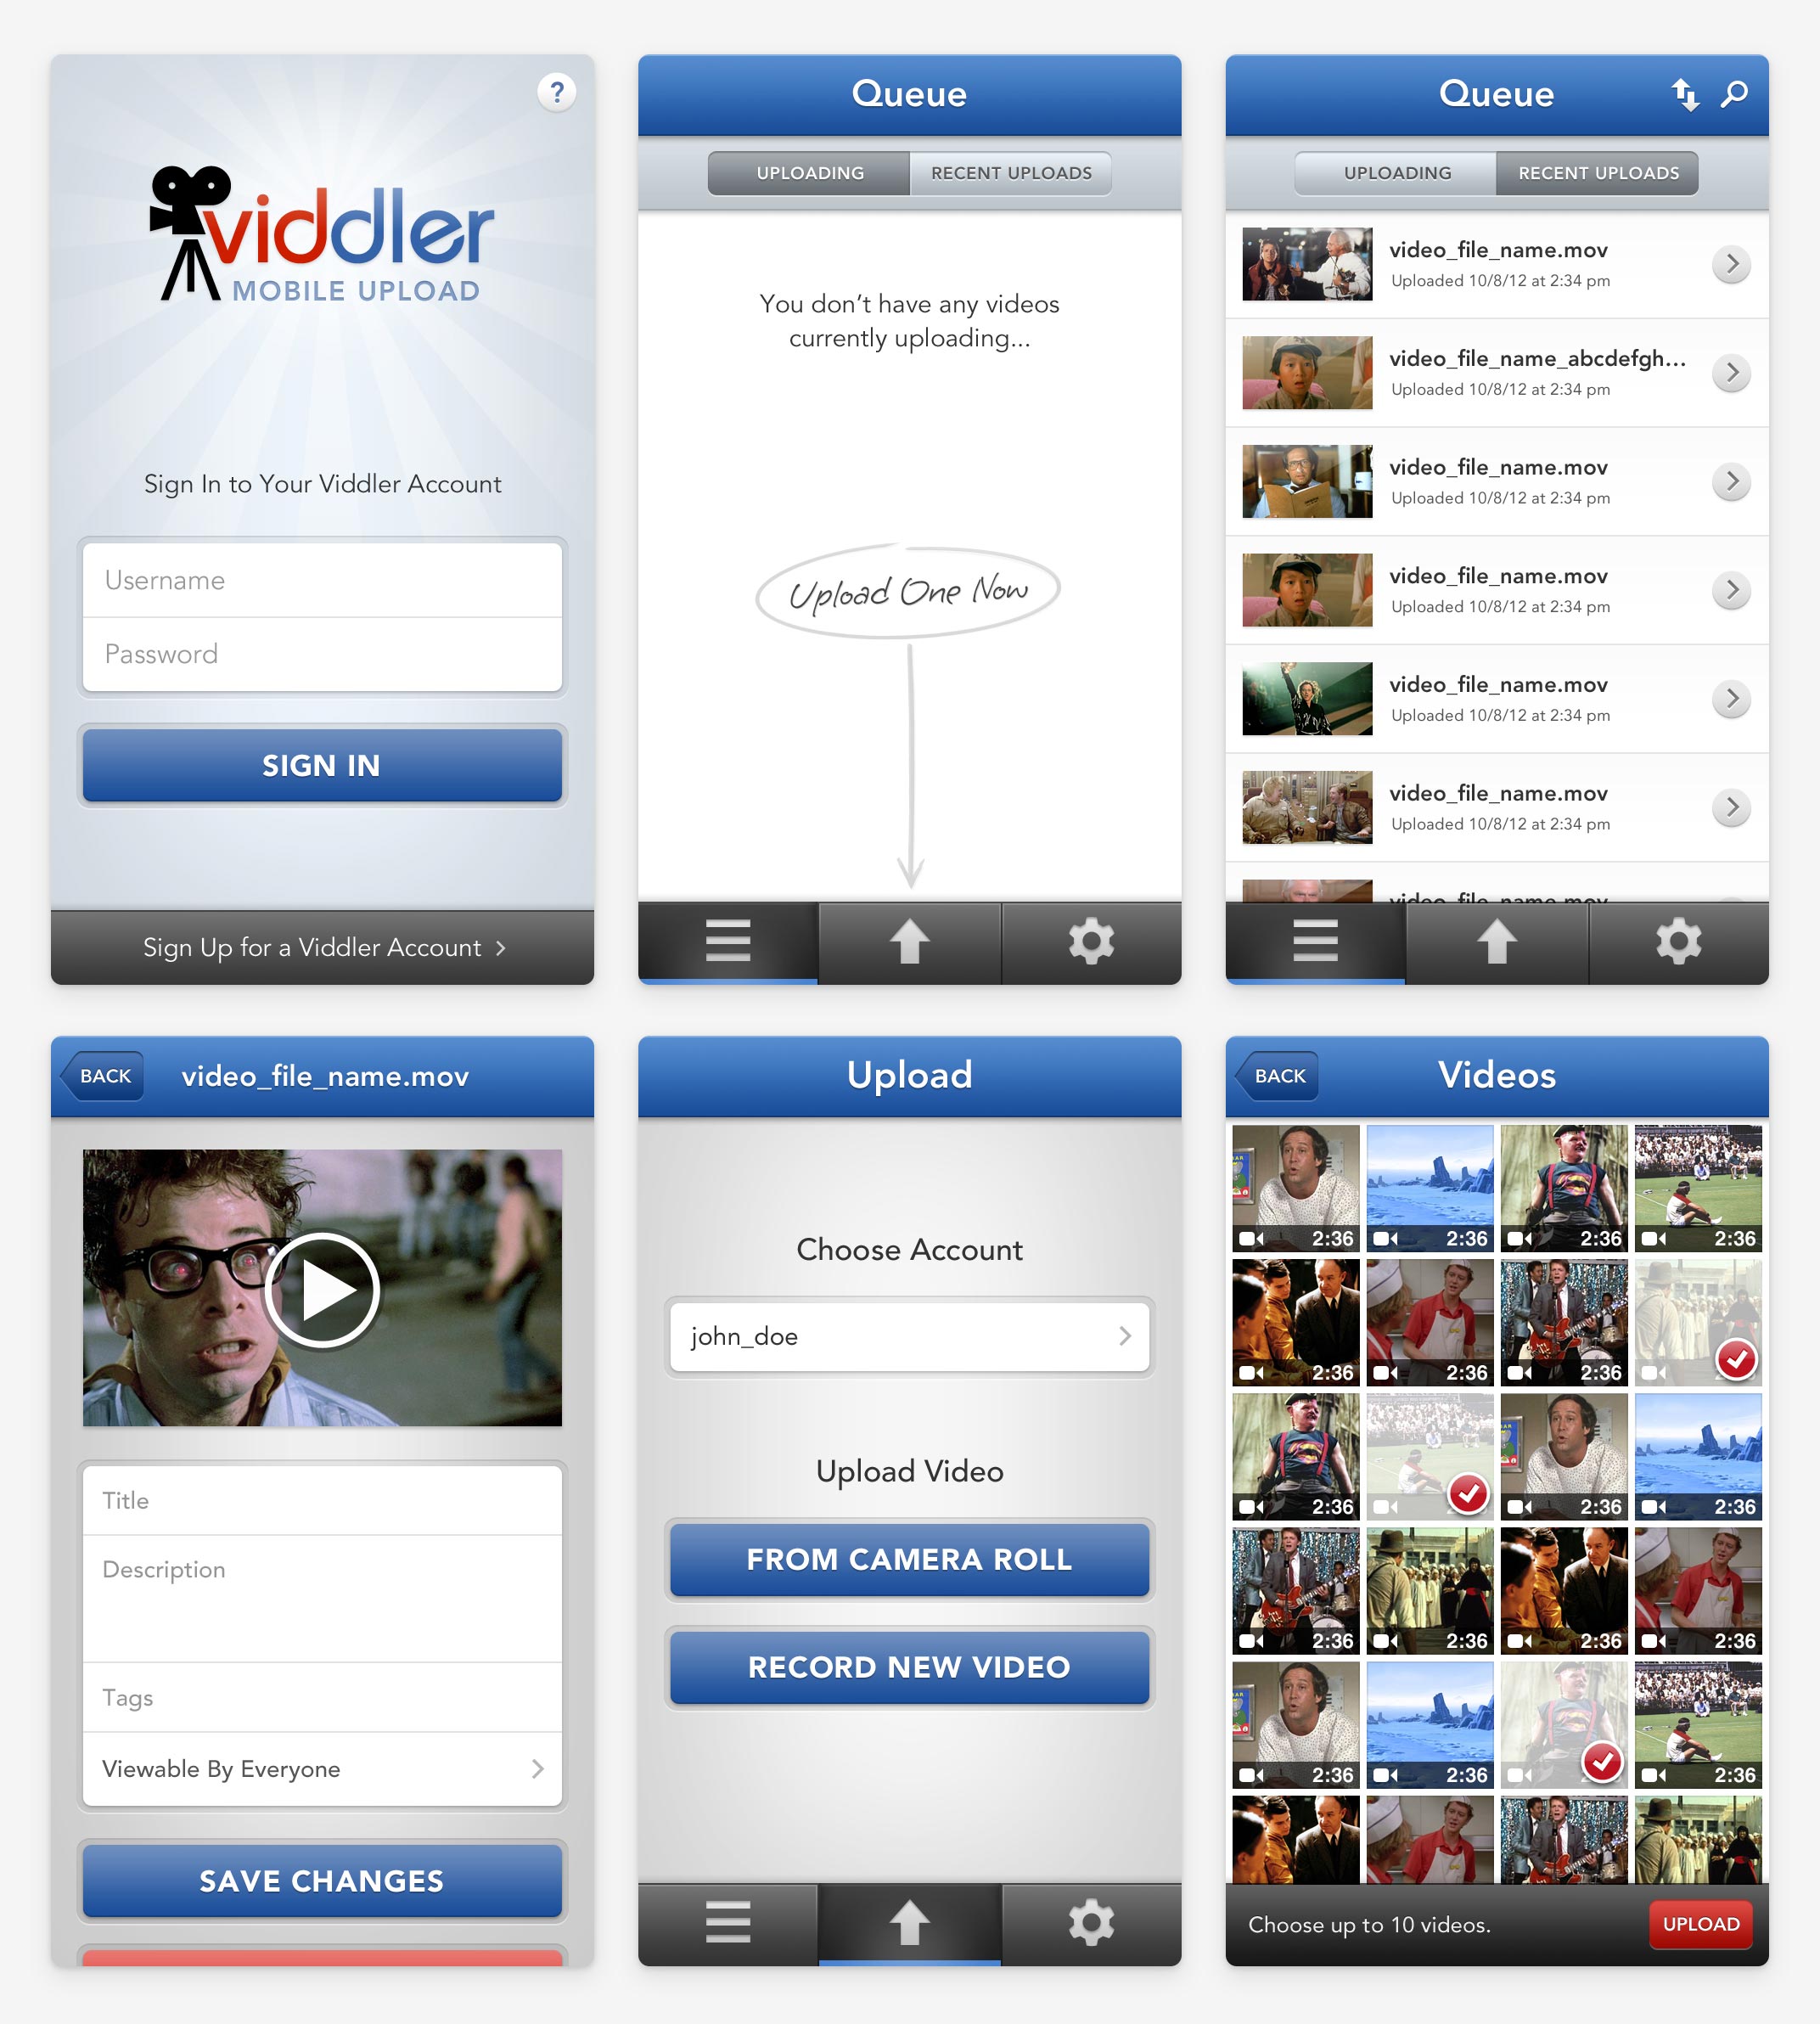 ?
viddler
MOBILE UPLOAD
Sign In to Your Viddler Account
Username
Password
SIGN IN
Sign Up for a Viddler Account
Queue
UPLOADING RECENT UPLOADS
You don’t have any videos
currently uploading...
Upload One Now
Queue
UPLOADING RECENT UPLOADS
video_file_name.mov
Uploaded 10/8/12 at 2:34 pm
video_file_name_abcdefgh...
Uploaded 10/8/12 at 2:34 pm
video_file_name.mov
Uploaded 10/8/12 at 2:34 pm
video_file_name.mov
Uploaded 10/8/12 at 2:34 pm
video_file_name.mov
Uploaded 10/8/12 at 2:34 pm
video_file_name.mov
Uploaded 10/8/12 at 2:34 pm
video_file_name.mov
BACK video_file_name.mov
Title
Description
Tags
Viewable By Everyone
SAVE CHANGES
Upload
Choose Account
john_doe
Upload Video
FROM CAMERA ROLL
RECORD NEW VIDEO
BACK Videos
2:36 2:36 2:36 2:36
2:36 2:36 2:36
2:36 2:36 2:36
2:36 2:36 2:36 2:36
2:36 2:36 2:36
Choose up to 10 videos. UPLOAD